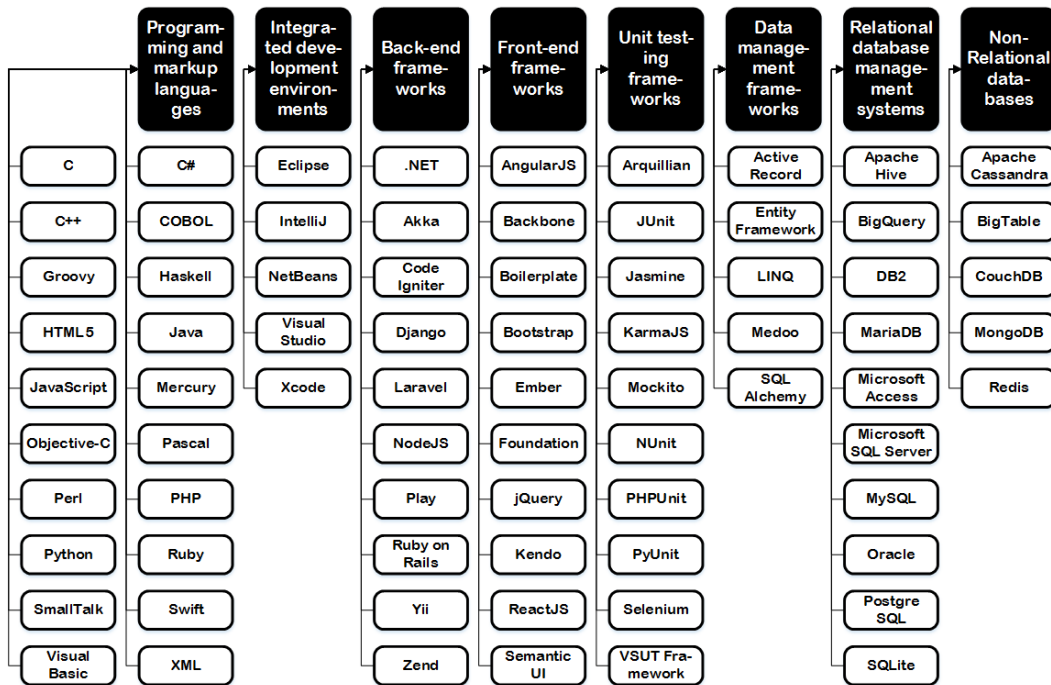 Program-
ming and
markup
langua-
ges
Integra-
ted deve-
lopment
environ-
ments
Back-end
frame-
works
Front-end
frame-
works
Unit test-
ing
frame-
works
Data
manage-
ment
frame-
works
Relational
database
manage-
ment
systems
Non-
Relational
data-
bases
C
C++
Groovy
HTML5
JavaScript
Objective-C
Perl
Python
SmallTalk
Visual
Basic
C#
COBOL
Haskell
Java
Mercury
Pascal
PHP
Ruby
Swift
XML
Eclipse
IntelliJ
NetBeans
Visual
Studio
Xcode
.NET
Akka
Code
Igniter
Django
Laravel
NodeJS
Play
Ruby on
Rails
Yii
Zend
AngularJS
Backbone
Boilerplate
Bootstrap
Ember
Foundation
jQuery
Kendo
ReactJS
Semantic
UI
Arquillian
JUnit
Jasmine
KarmaJS
Mockito
NUnit
PHPUnit
PyUnit
Selenium
VSUT Fra-
mework
Active
Record
Entity
Framework
LINQ
Medoo
SQL
Alchemy
Apache
Hive
BigQuery
DB2
MariaDB
Microsoft
Access
Microsoft
SQL Server
MySQL
Oracle
Postgre
SQL
SQLite
Apache
Cassandra
BigTable
CouchDB
MongoDB
Redis